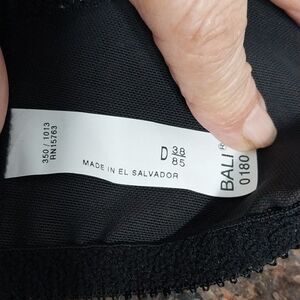 350 / 1013
RN15763
D 38
85
MADE IN EL SALVADOR
BALI
0180